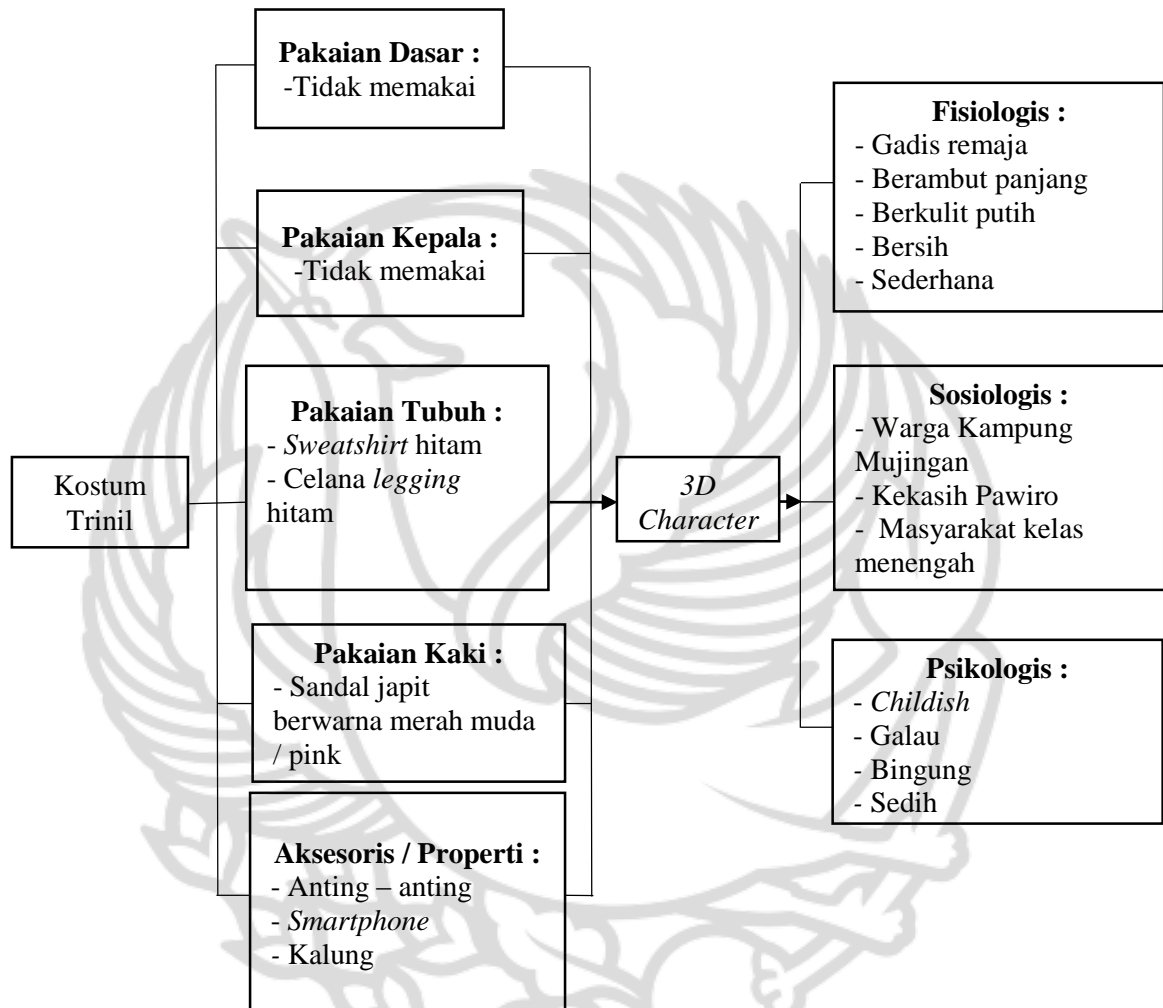 Kostum
Trinil
Pakaian Dasar :
-Tidak memakai
Pakaian Kepala :
-Tidak memakai
Pakaian Tubuh :
- Sweatshirt hitam
- Celana legging
hitam
Pakaian Kaki :
- Sandal japit
berwarna merah muda
/ pink
Aksesoris / Properti :
- Anting – anting
- Smartphone
- Kalung
3D
Character
Fisiologis :
- Gadis remaja
- Berambut panjang
- Berkulit putih
- Bersih
- Sederhana
Sosiologis :
- Warga Kampung
Mujingan
- Kekasih Pawiro
- Masyarakat kelas
menengah
Psikologis :
- Childish
- Galau
- Bingung
- Sedih